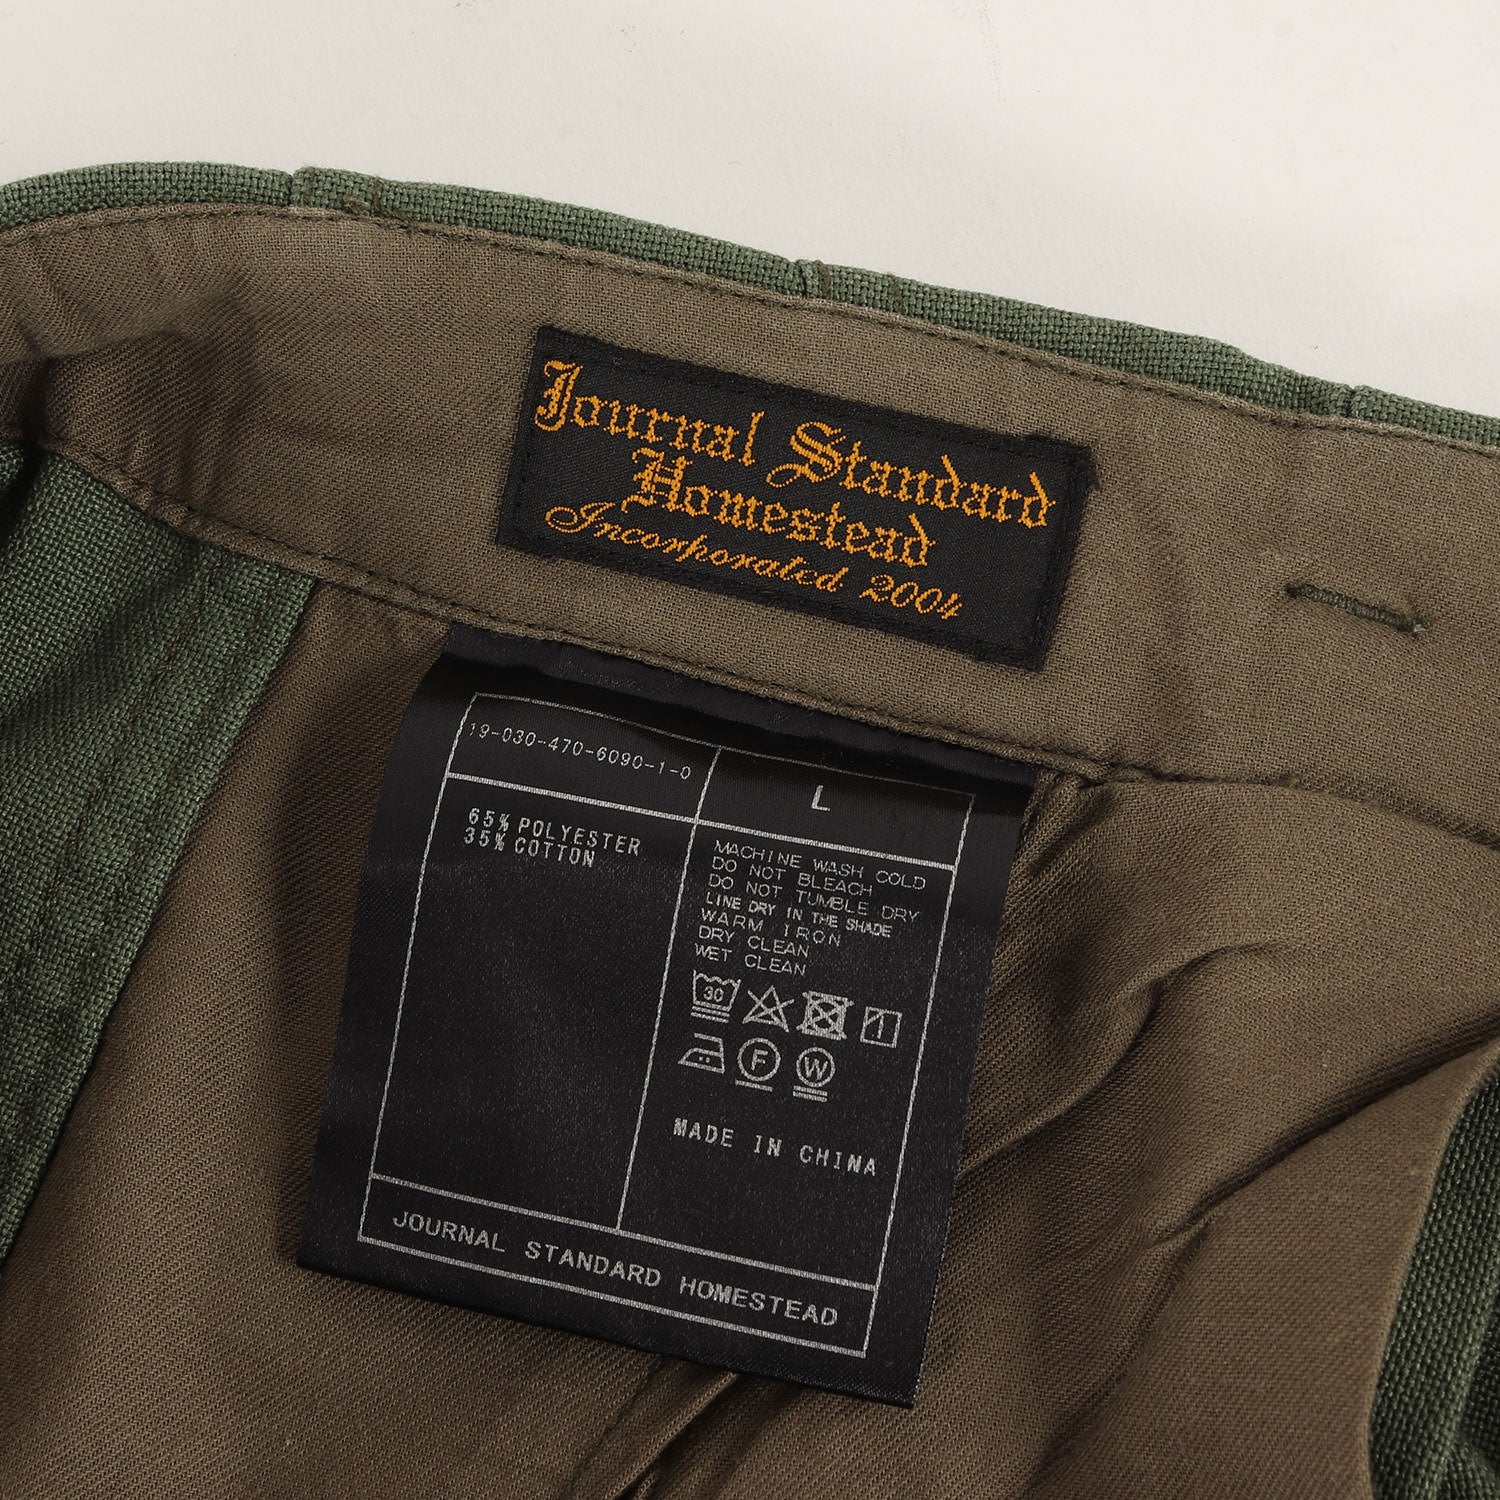 Journal Standard
Homestead
Incorporated 2004
19-030-470-6090-1-0
L
65% POLYESTER
35% COTTON
MACHINE WASH COLD
DO NOT BLEACH
DO NOT TUMBLE DRY
LINE DRY IN THE SHADE
WARM IRON
DRY CLEAN
WET CLEAN
30
F W
MADE IN CHINA
JOURNAL STANDARD HOMESTEAD